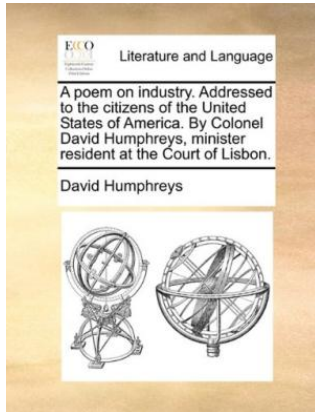 ECCO
Literature and Language
A poem on industry. Addressed
to the citizens of the United
States of America. By Colonel
David Humphreys, minister
resident at the Court of Lisbon.
David Humphreys